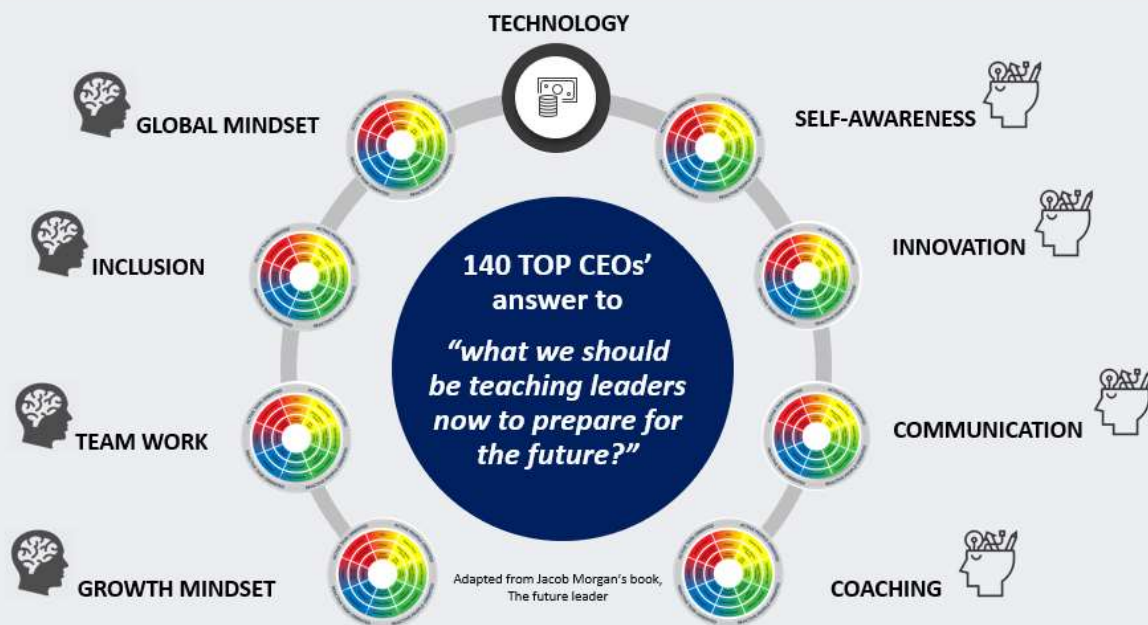 TECHNOLOGY
GLOBAL MINDSET
SELF-AWARENESS
INCLUSION
INNOVATION
140 TOP CEOs'
answer to
“what we should
be teaching leaders
now to prepare for
the future?”
TEAM WORK
COMMUNICATION
GROWTH MINDSET
Adapted from Jacob Morgan's book,
The future leader
COACHING